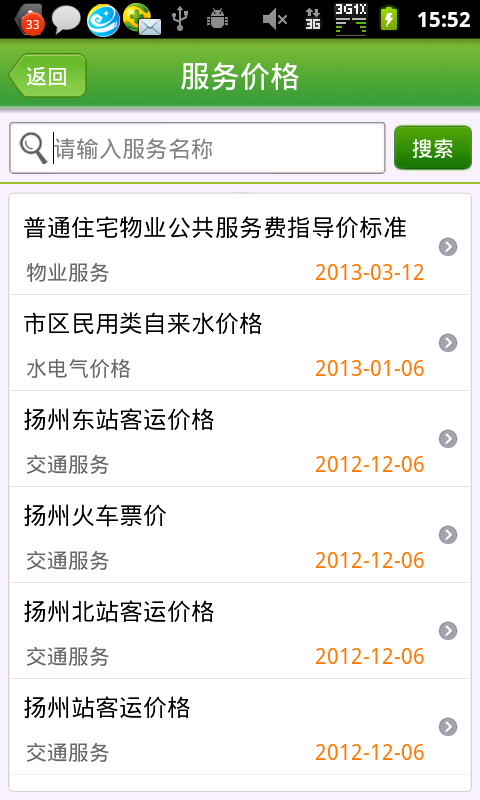 33
3G
3G1X
15:52
返回
服务价格
请输入服务名称
搜索
普通住宅物业公共服务费指导价标准
物业服务
2013-03-12
市区民用类自来水价格
水电气价格
2013-01-06
扬州东站客运价格
交通服务
2012-12-06
扬州火车票价
交通服务
2012-12-06
扬州北站客运价格
交通服务
2012-12-06
扬州站客运价格
交通服务
2012-12-06